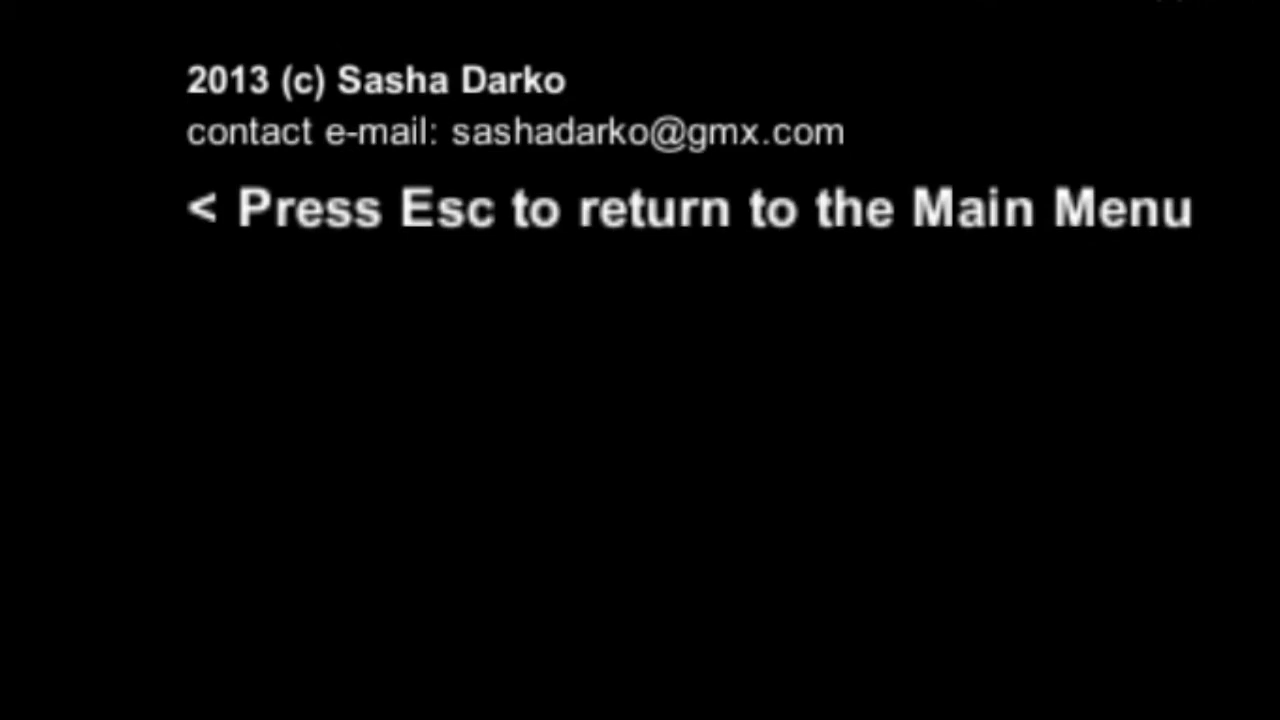 2013 (c) Sasha Darko
contact e-mail: sashadarko@gmx.com
< Press Esc to return to the Main Menu